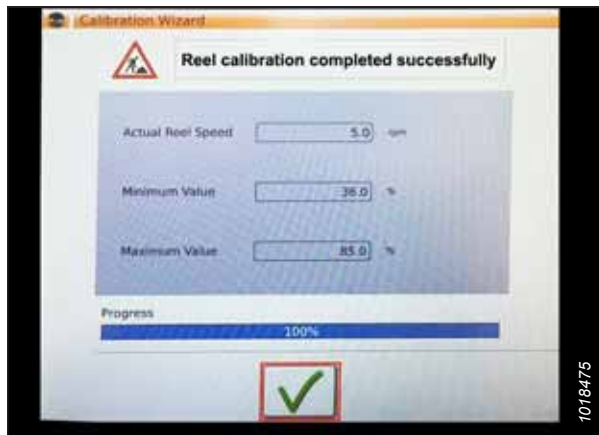 Calibration Wizard
Reel calibration completed successfully
Actual Reel Speed 5.0 rpm
Minimum Value 36.0 %
Maximum Value 85.0 %
Progress
100%
1018475